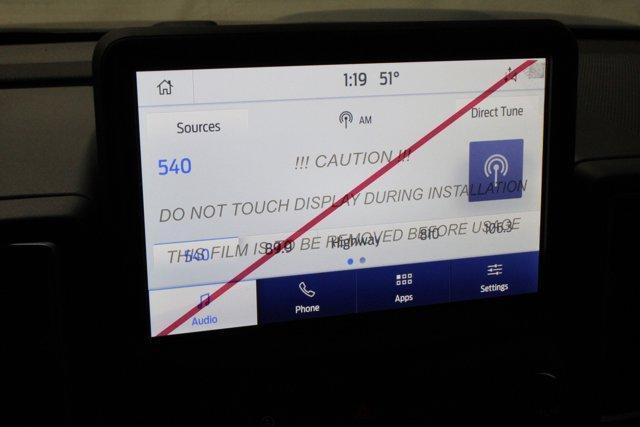 1:19 51°
Sources
AM
Direct Tune
540
!!! CAUTION !!!
DO NOT TOUCH DISPLAY DURING INSTALLATION
THIS FILM IS TO BE REMOVED BEFORE USAGE
540 89.9 Highway 810 106.3
Audio Phone Apps Settings